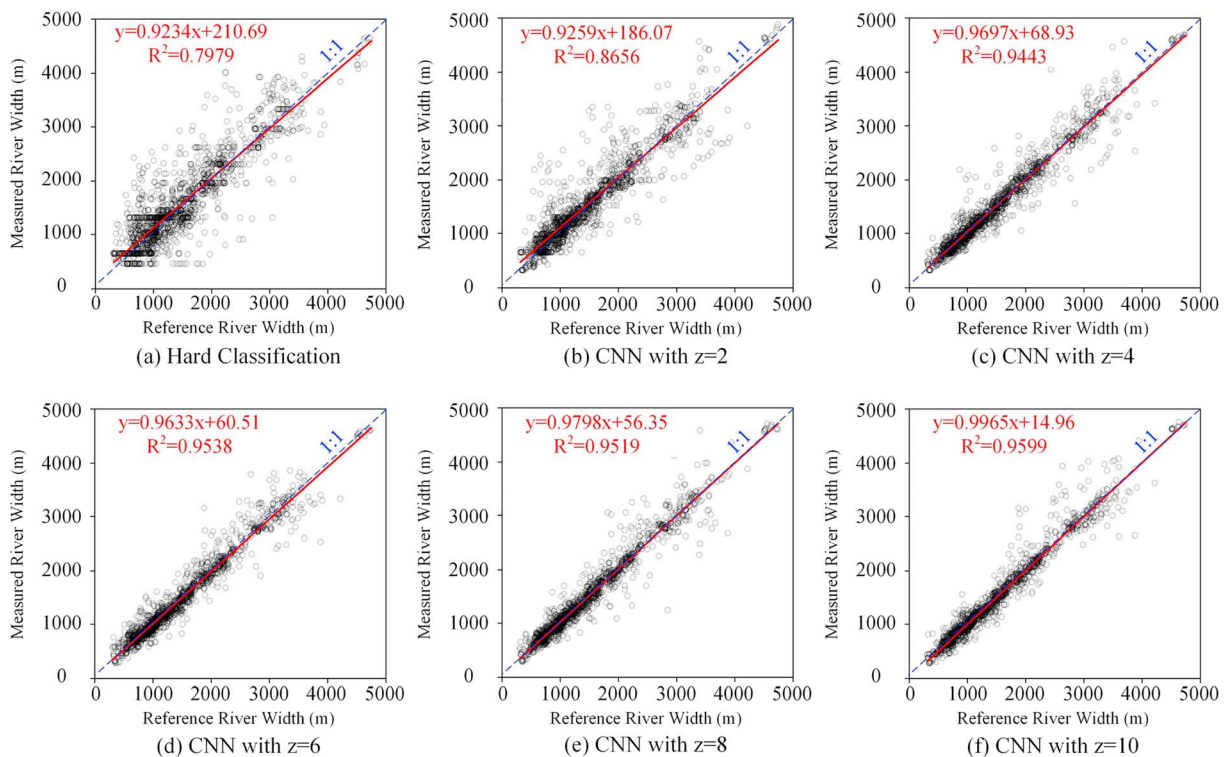 y=0.9234x+210.69
R²=0.7979
1:1
5000
4000
3000
2000
1000
0
Measured River Width (m)
0 1000 2000 3000 4000 5000
Reference River Width (m)
(a) Hard Classification
y=0.9259x+186.07
R²=0.8656
1:1
5000
4000
3000
2000
1000
0
Measured River Width (m)
0 1000 2000 3000 4000 5000
Reference River Width (m)
(b) CNN with z=2
y=0.9697x+68.93
R²=0.9443
1:1
5000
4000
3000
2000
1000
0
Measured River Width (m)
0 1000 2000 3000 4000 5000
Reference River Width (m)
(c) CNN with z=4
y=0.9633x+60.51
R²=0.9538
1:1
5000
4000
3000
2000
1000
0
Measured River Width (m)
0 1000 2000 3000 4000 5000
Reference River Width (m)
(d) CNN with z=6
y=0.9798x+56.35
R²=0.9519
1:1
5000
4000
3000
2000
1000
0
Measured River Width (m)
0 1000 2000 3000 4000 5000
Reference River Width (m)
(e) CNN with z=8
y=0.9965x+14.96
R²=0.9599
1:1
5000
4000
3000
2000
1000
0
Measured River Width (m)
0 1000 2000 3000 4000 5000
Reference River Width (m)
(f) CNN with z=10